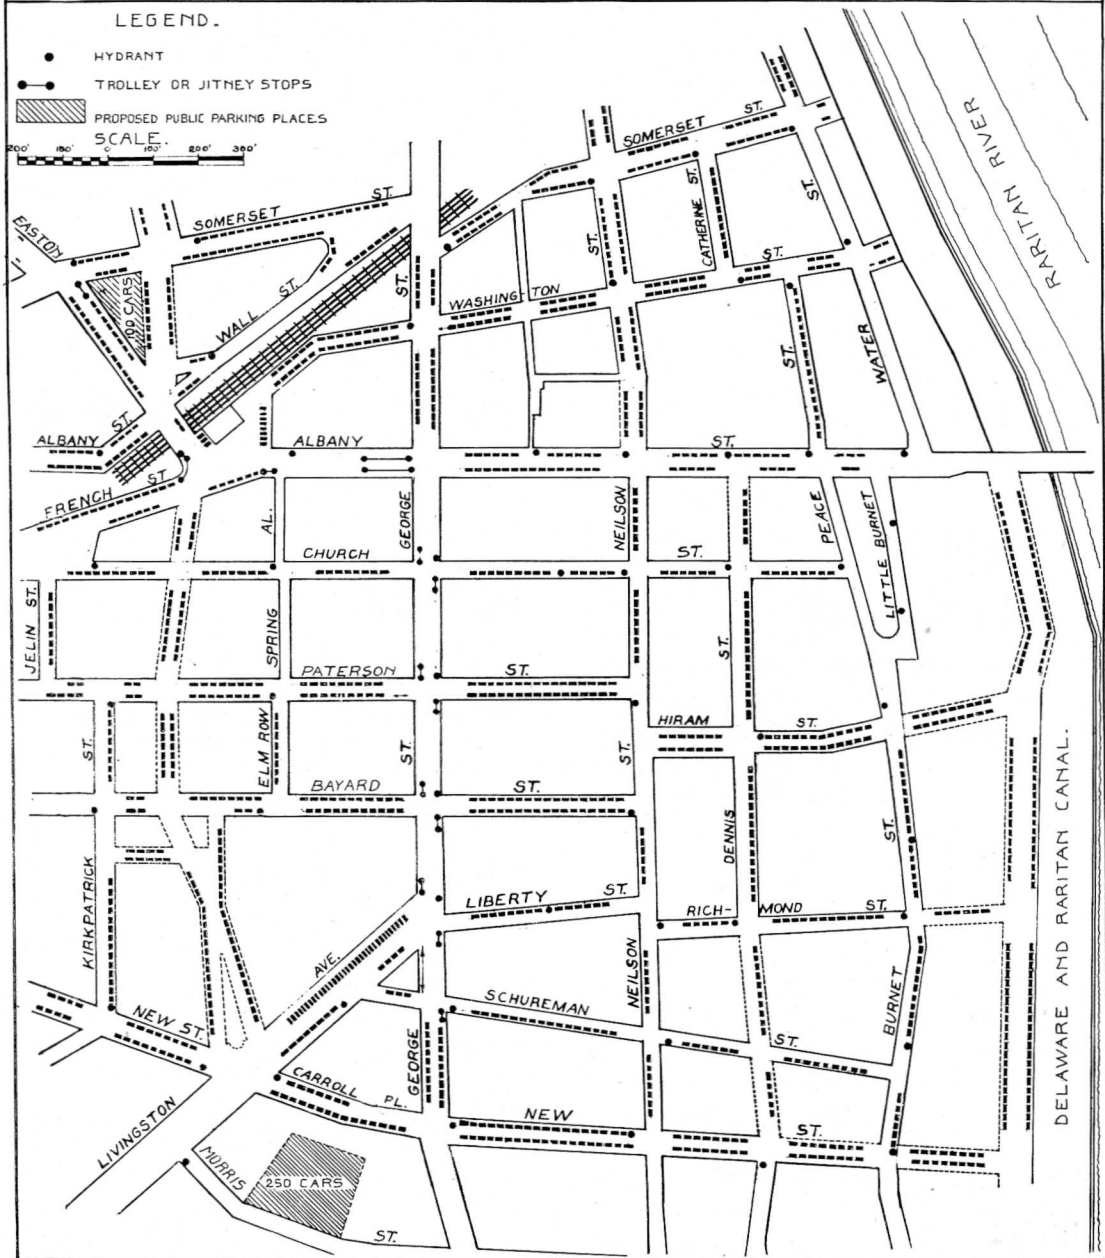 LEGEND.
HYDRANT
TROLLEY OR JITNEY STOPS
PROPOSED PUBLIC PARKING PLACES
SCALE.
200' 100' 0 100' 200' 300'
EASTON
SOMERSET ST.
SOMERSET ST.
RARITAN RIVER
100 CARS
WALL ST.
ST.
WASHINGTON ST.
ST.
CATHERINE ST.
ST.
ST.
WATER
ALBANY ST.
ALBANY ST.
FRENCH ST.
AL.
GEORGE
NEILSON
PEACE
LITTLE BURNET
CHURCH ST.
JELIN ST.
SPRING
PATERSON ST.
ST.
HIRAM ST.
ST.
ELM ROW
ST.
ST.
BAYARD ST.
DENNIS
ST.
KIRKPATRICK
LIBERTY ST.
RICH-MOND ST.
AVE.
NEILSON
BURNET
SCHUREMAN ST.
NEW ST.
GEORGE
CARROLL PL.
NEW ST.
LIVINGSTON
MORRIS ST.
250 CARS
DELAWARE AND RARITAN CANAL.